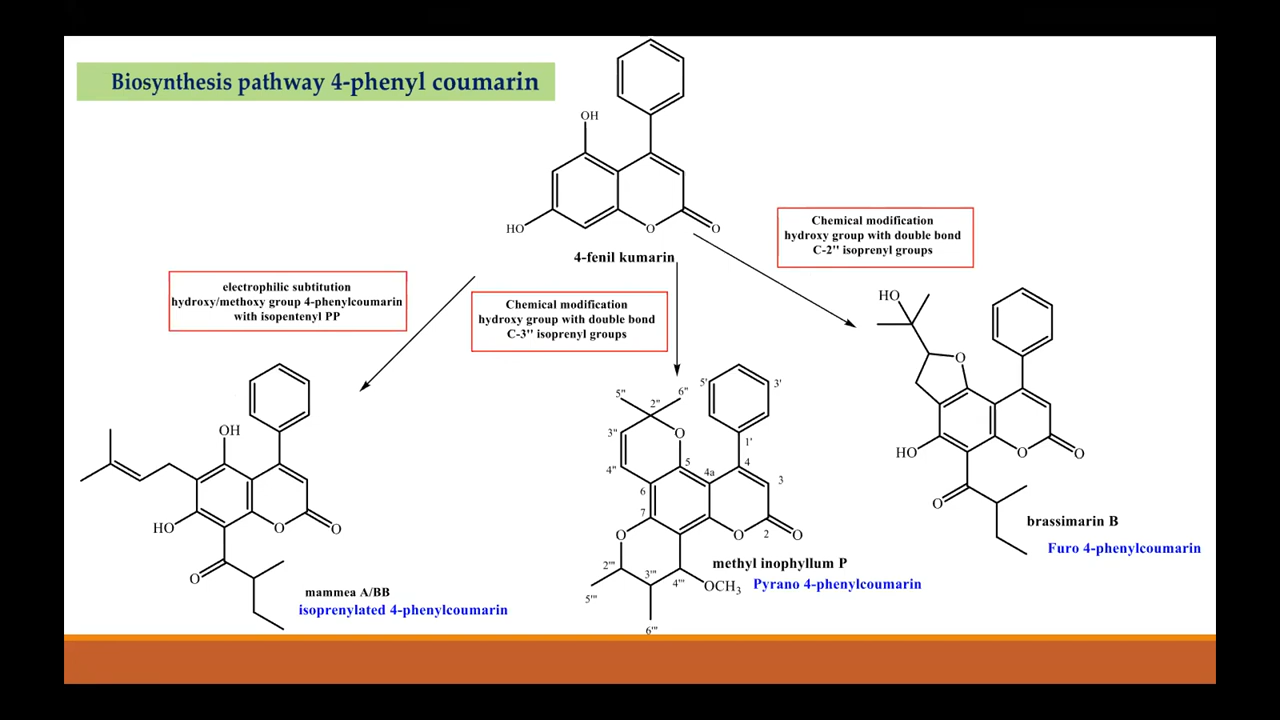 Biosynthesis pathway 4-phenyl coumarin
OH
HO
O
O
4-fenil kumarin
electrophilic substitution
hydroxy/methoxy group 4-phenylcoumarin
with isopentenyl PP
Chemical modification
hydroxy group with double bond
C-3'' isoprenyl groups
Chemical modification
hydroxy group with double bond
C-2'' isoprenyl groups
OH
HO
O
O
O
mammea A/BB
isoprenylated 4-phenylcoumarin
5''
6''
2''
3''
O
4''
5'
3'
1'
5
4a
4
3
6
7
O
O
2
O
2'''
3'''
4'''
OCH3
5'''
6'''
methyl inophyllum P
Pyrano 4-phenylcoumarin
HO
O
HO
O
O
O
brassimarin B
Furo 4-phenylcoumarin